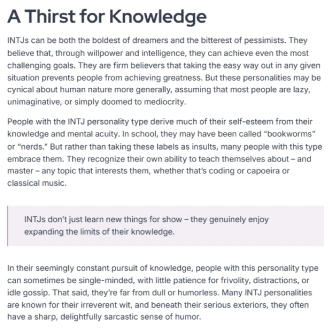 A Thirst for Knowledge
INTJs can be both the boldest of dreamers and the bitterest of pessimists. They
believe that, through willpower and intelligence, they can achieve even the most
challenging goals. They are firm believers that taking the easy way out in any given
situation prevents people from achieving greatness. But these personalities may be
cynical about human nature more generally, assuming that most people are lazy,
unimaginative, or simply doomed to mediocrity.
People with the INTJ personality type derive much of their self-esteem from their
knowledge and mental acuity. In school, they may have been called “bookworms”
or “nerds.” But rather than taking these labels as insults, many people with this type
embrace them. They recognize their own ability to teach themselves about – and
master – any topic that interests them, whether that’s coding or capoeira or
classical music.
INTJs don’t just learn new things for show – they genuinely enjoy
expanding the limits of their knowledge.
In their seemingly constant pursuit of knowledge, people with this personality type
can sometimes be single-minded, with little patience for frivolity, distractions, or
idle gossip. That said, they’re far from dull or humorless. Many INTJ personalities
are known for their irreverent wit, and beneath their serious exteriors, they often
have a sharp, delightfully sarcastic sense of humor.